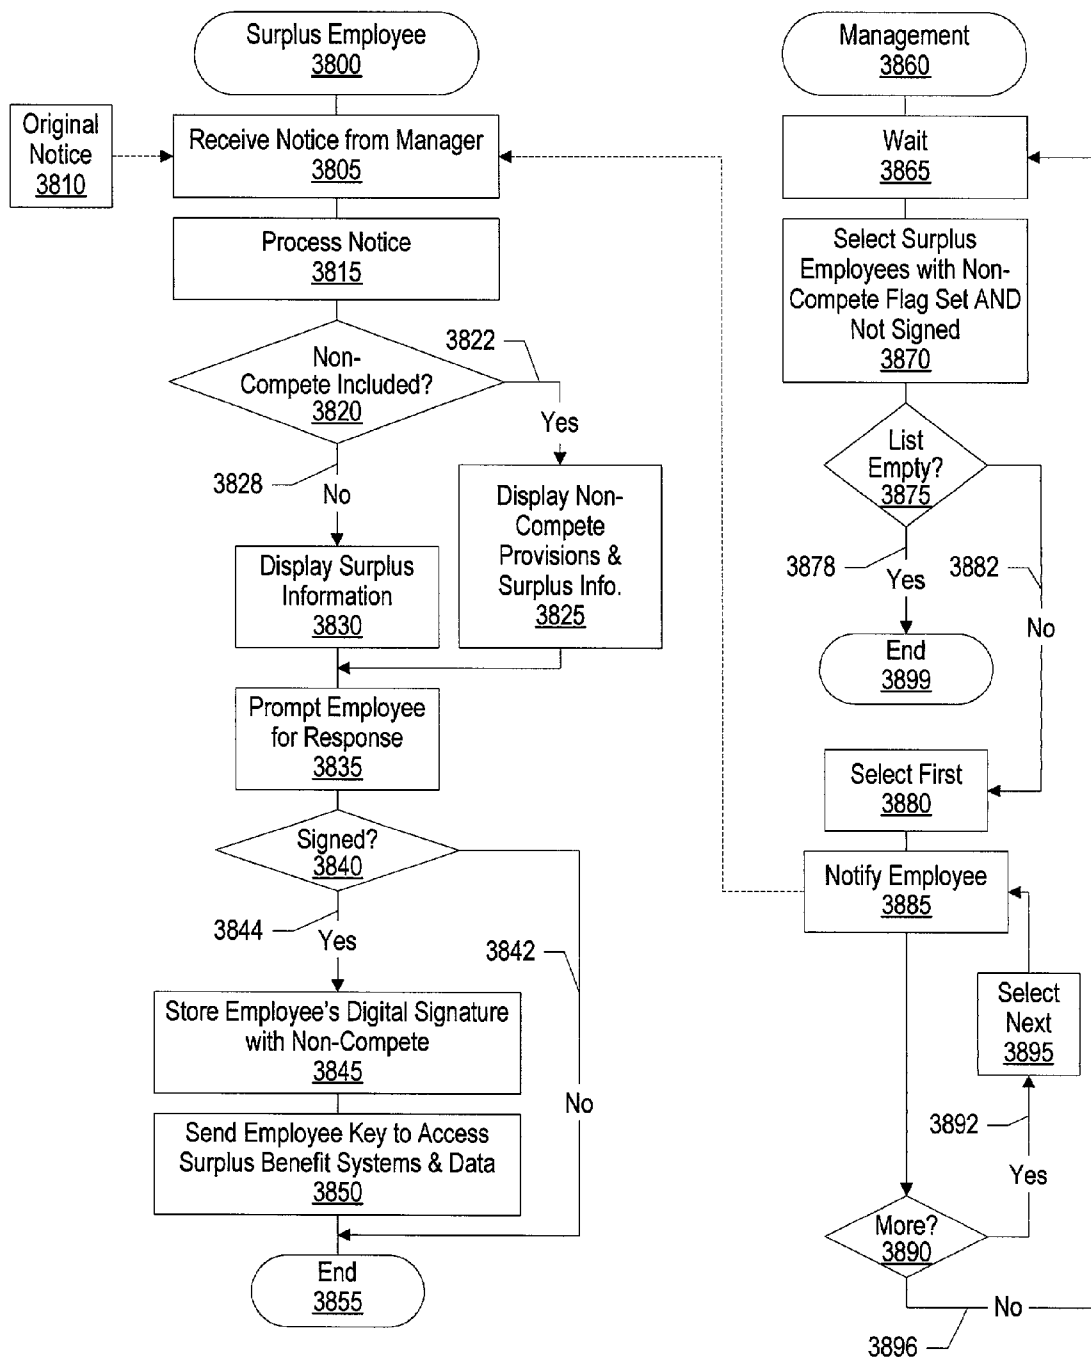 Surplus Employee
3800
Original
Notice
3810
Receive Notice from Manager
3805
Process Notice
3815
Non-
Compete Included?
3820
3822
Yes
3828
No
Display Non-
Compete
Provisions &
Surplus Info.
3825
Display Surplus
Information
3830
Prompt Employee
for Response
3835
Signed?
3840
3844
Yes
3842
No
Store Employee's Digital Signature
with Non-Compete
3845
Send Employee Key to Access
Surplus Benefit Systems & Data
3850
End
3855
Management
3860
Wait
3865
Select Surplus
Employees with Non-
Compete Flag Set AND
Not Signed
3870
List
Empty?
3875
3878
Yes
3882
No
End
3899
Select First
3880
Notify Employee
3885
Select
Next
3895
3892
Yes
More?
3890
No
3896